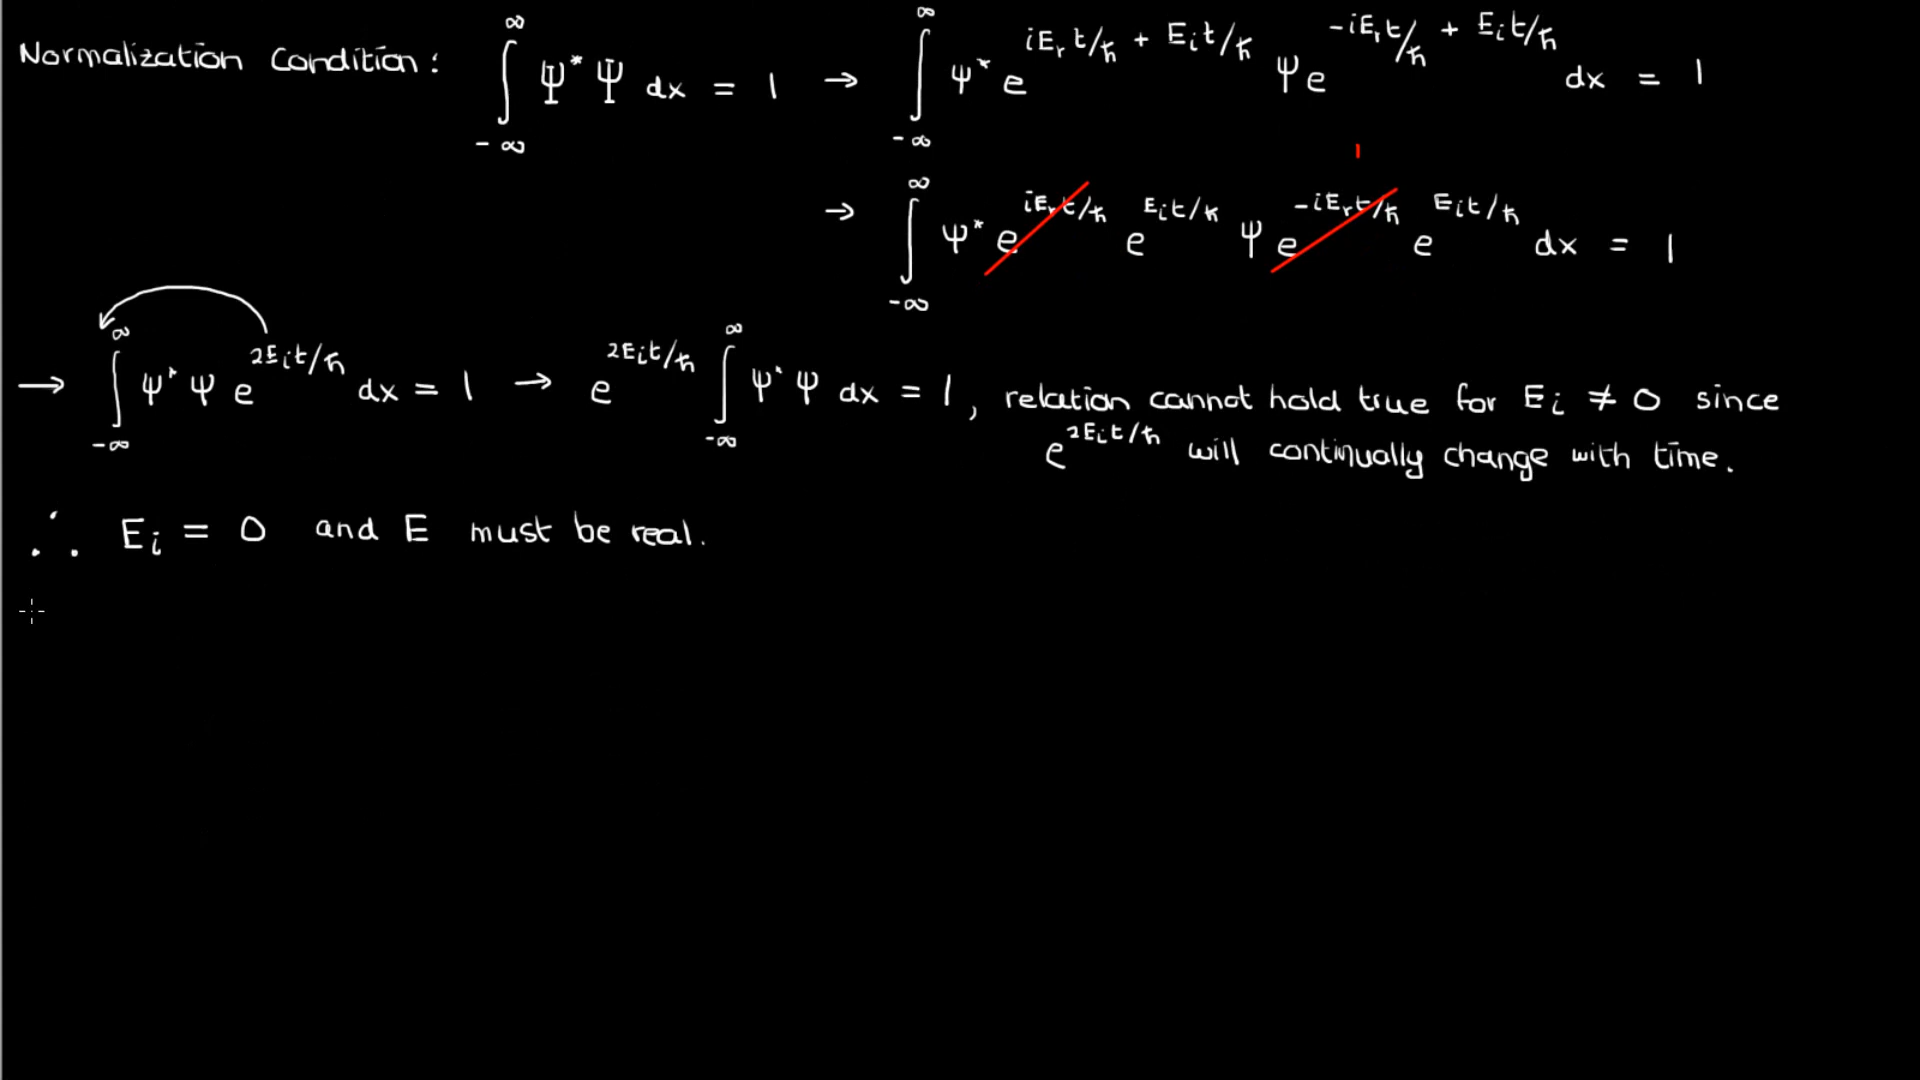 Normalization Condition: ∫_{-∞}^{∞} Ψ* Ψ dx = 1 → ∫_{-∞}^{∞} ψ* e^{iE_r t/ħ + E_i t/ħ} ψ e^{-iE_r t/ħ + E_i t/ħ} dx = 1
1
→ ∫_{-∞}^{∞} ψ* e^{iE_r t/ħ} e^{E_i t/ħ} ψ e^{-iE_r t/ħ} e^{E_i t/ħ} dx = 1
→ ∫_{-∞}^{∞} ψ* ψ e^{2E_i t/ħ} dx = 1 → e^{2E_i t/ħ} ∫_{-∞}^{∞} ψ* ψ dx = 1, relation cannot hold true for E_i ≠ 0 since
e^{2E_i t/ħ} will continually change with time.
∴ E_i = 0 and E must be real.